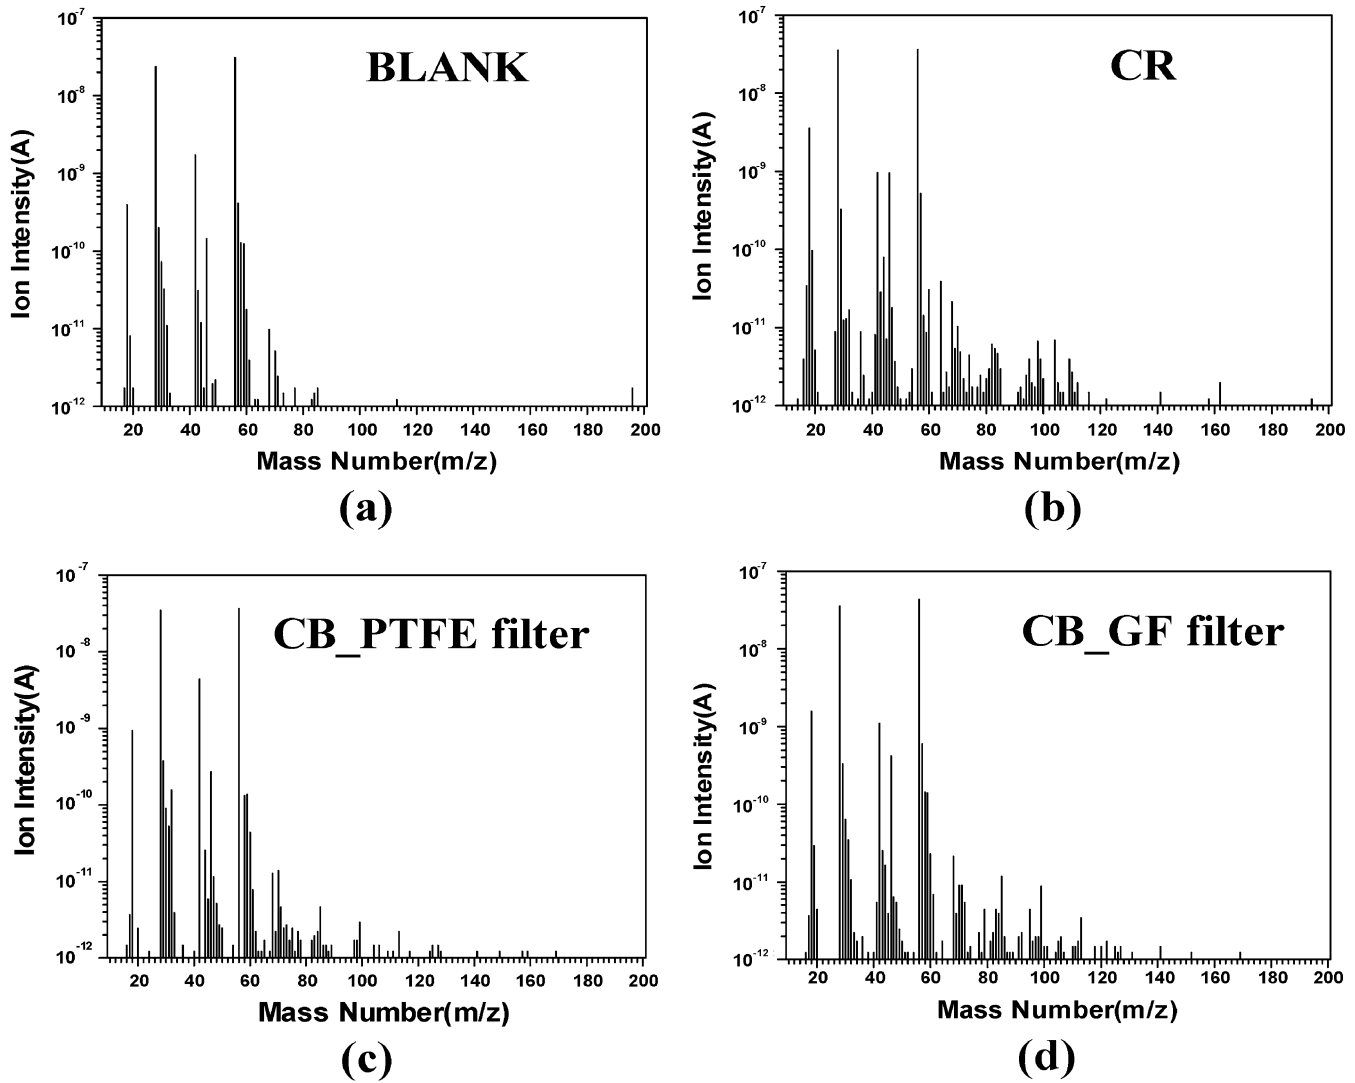 BLANK
Ion Intensity(A)
10-7
10-8
10-9
10-10
10-11
10-12
20 40 60 80 100 120 140 160 180 200
Mass Number(m/z)
(a)
CR
Ion Intensity(A)
10-7
10-8
10-9
10-10
10-11
10-12
20 40 60 80 100 120 140 160 180 200
Mass Number(m/z)
(b)
CB_PTFE filter
Ion Intensity(A)
10-7
10-8
10-9
10-10
10-11
10-12
20 40 60 80 100 120 140 160 180 200
Mass Number(m/z)
(c)
CB_GF filter
Ion Intensity(A)
10-7
10-8
10-9
10-10
10-11
10-12
20 40 60 80 100 120 140 160 180 200
Mass Number(m/z)
(d)